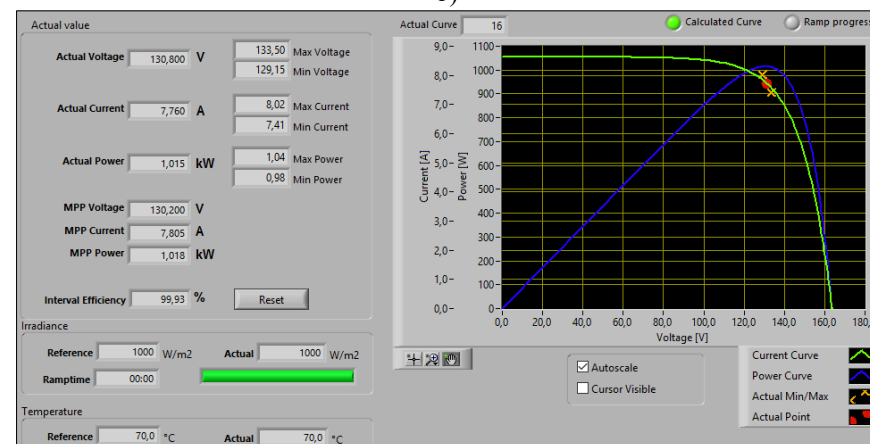 Actual value
Actual Voltage 130,800 V
133,50 Max Voltage
129,15 Min Voltage
Actual Current 7,760 A
8,02 Max Current
7,41 Min Current
Actual Power 1,015 kW
1,04 Max Power
0,98 Min Power
MPP Voltage 130,200 V
MPP Current 7,805 A
MPP Power 1,018 kW
Interval Efficiency 99,93 % Reset
Irradiance
Reference 1000 W/m2 Actual 1000 W/m2
Ramptime 00:00
Temperature
Reference 70,0 °C Actual 70,0 °C
Actual Curve 16 Calculated Curve Ramp progress
Current [A]
9,0
8,0
7,0
6,0
5,0
4,0
3,0
2,0
1,0
0,0
Power [W]
1100
1000
900
800
700
600
500
400
300
200
100
0
0,0 20,0 40,0 60,0 80,0 100,0 120,0 140,0 160,0 180,
Voltage [V]
Autoscale
Cursor Visible
Current Curve
Power Curve
Actual Min/Max
Actual Point